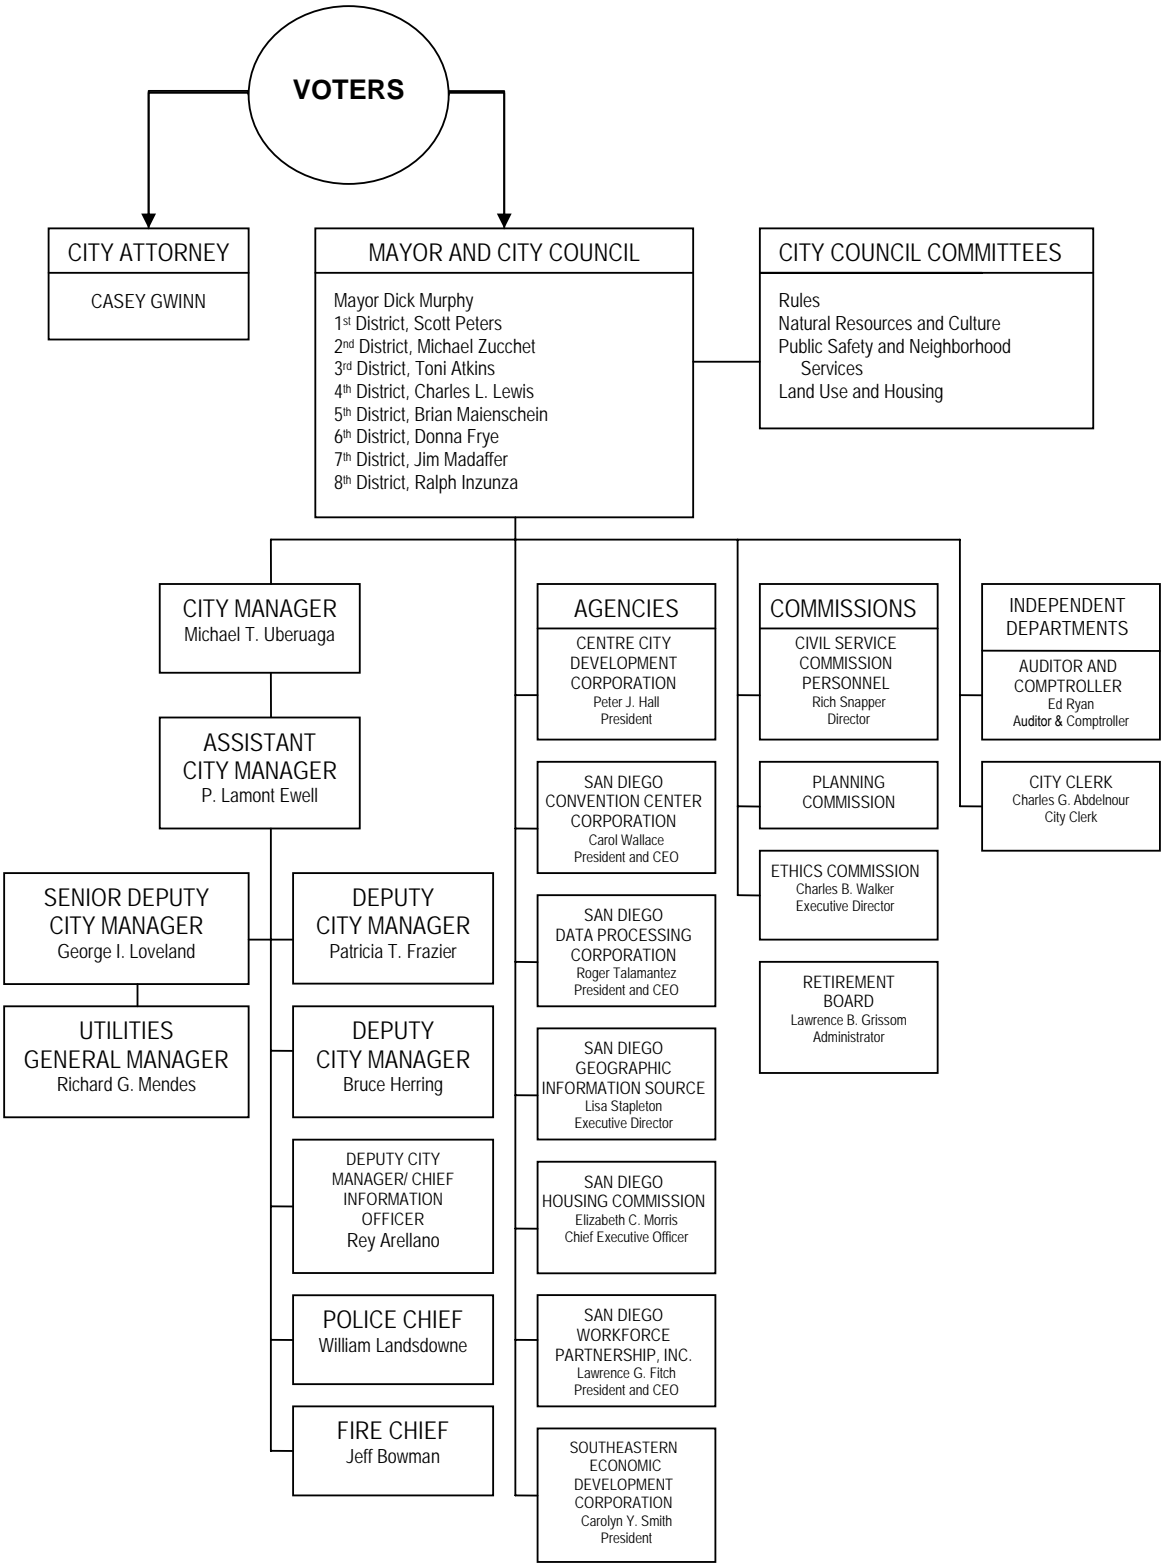 VOTERS
CITY ATTORNEY
CASEY GWINN
MAYOR AND CITY COUNCIL
Mayor Dick Murphy
1st District, Scott Peters
2nd District, Michael Zucchet
3rd District, Toni Atkins
4th District, Charles L. Lewis
5th District, Brian Maienschein
6th District, Donna Frye
7th District, Jim Madaffer
8th District, Ralph Inzunza
CITY COUNCIL COMMITTEES
Rules
Natural Resources and Culture
Public Safety and Neighborhood
Services
Land Use and Housing
CITY MANAGER
Michael T. Uberuaga
ASSISTANT
CITY MANAGER
P. Lamont Ewell
SENIOR DEPUTY
CITY MANAGER
George I. Loveland
UTILITIES
GENERAL MANAGER
Richard G. Mendes
DEPUTY
CITY MANAGER
Patricia T. Frazier
DEPUTY
CITY MANAGER
Bruce Herring
DEPUTY CITY
MANAGER/ CHIEF
INFORMATION
OFFICER
Rey Arellano
POLICE CHIEF
William Landsdowne
FIRE CHIEF
Jeff Bowman
AGENCIES
CENTRE CITY
DEVELOPMENT
CORPORATION
Peter J. Hall
President
SAN DIEGO
CONVENTION CENTER
CORPORATION
Carol Wallace
President and CEO
SAN DIEGO
DATA PROCESSING
CORPORATION
Roger Talamantez
President and CEO
SAN DIEGO
GEOGRAPHIC
INFORMATION SOURCE
Lisa Stapleton
Executive Director
SAN DIEGO
HOUSING COMMISSION
Elizabeth C. Morris
Chief Executive Officer
SAN DIEGO
WORKFORCE
PARTNERSHIP, INC.
Lawrence G. Fitch
President and CEO
SOUTHEASTERN
ECONOMIC
DEVELOPMENT
CORPORATION
Carolyn Y. Smith
President
COMMISSIONS
CIVIL SERVICE
COMMISSION
PERSONNEL
Rich Snapper
Director
PLANNING
COMMISSION
ETHICS COMMISSION
Charles B. Walker
Executive Director
RETIREMENT
BOARD
Lawrence B. Grissom
Administrator
INDEPENDENT
DEPARTMENTS
AUDITOR AND
COMPTROLLER
Ed Ryan
Auditor & Comptroller
CITY CLERK
Charles G. Abdelnour
City Clerk